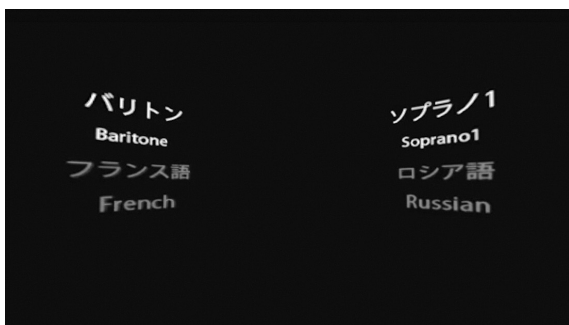 バリトン
Baritone
フランス語
French
ソプラノ1
Soprano1
ロシア語
Russian